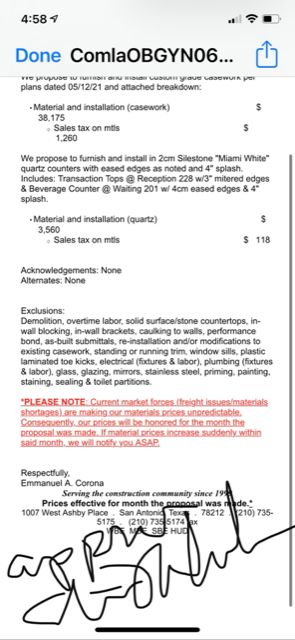 4:58
Done ComlaOBGYN06...
We propose to furnish and install custom grade casework per
plans dated 05/12/21 and attached breakdown:
- Material and installation (casework) $
38,175
Sales tax on mtls $
1,260
We propose to furnish and install in 2cm Silestone "Miami White"
quartz counters with eased edges as noted and 4" splash.
Includes: Transaction Tops @ Reception 228 w/3" mitered edges
& Beverage Counter @ Waiting 201 w/ 4cm eased edges & 4"
splash.
- Material and installation (quartz) $
3,560
Sales tax on mtls $ 118
Acknowledgements: None
Alternates: None
Exclusions:
Demolition, overtime labor, solid surface/stone countertops, in-
wall blocking, in-wall brackets, caulking to walls, performance
bond, as-built submittals, re-installation and/or modifications to
existing casework, standing or running trim, window sills, plastic
laminated toe kicks, electrical (fixtures & labor), plumbing (fixtures
& labor), glass, glazing, mirrors, stainless steel, priming, painting,
staining, sealing & toilet partitions.
*PLEASE NOTE: Current market forces (freight issues/materials
shortages) are making our materials prices unpredictable.
Consequently, our prices will be honored for the month the
proposal was made. If material prices increase suddenly within
said month, we will notify you ASAP.
Respectfully,
Emmanuel A. Corona
Serving the construction community since
Prices effective for month the proposal was made.*
1007 West Ashby Place . San Antonio, Texas . 78212 (210) 735-
5175 . (210) 735-5174 fax
WBE MBE SBE HUD